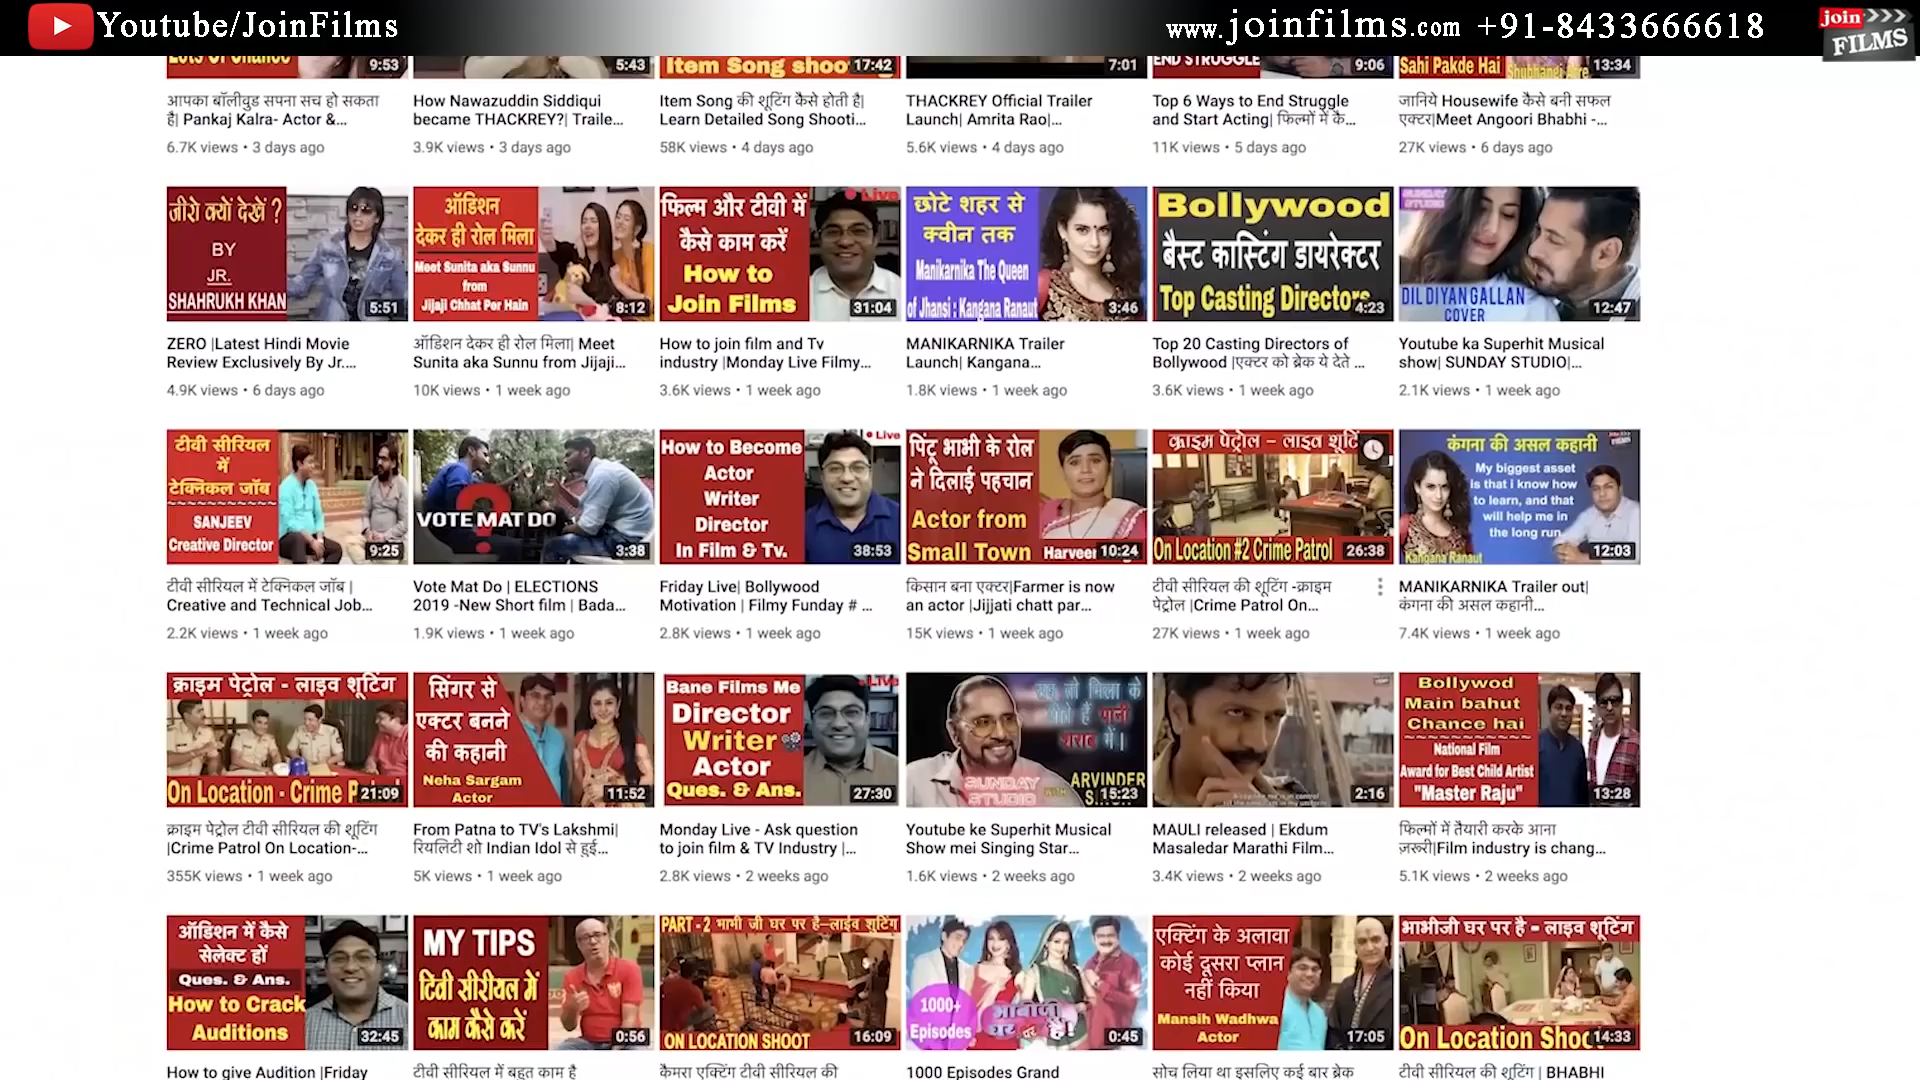 Youtube/JoinFilms
www.joinfilms.com +91-8433666618
join
FILMS
9:53
5:43
Item Song shoo
17:42
7:01
END STRUGGLE
9:06
Sahi Pakde Hai
13:34
आपका बॉलीवुड सपना सच हो सकता
है| Pankaj Kalra- Actor &...
6.7K views • 3 days ago
How Nawazuddin Siddiqui
became THACKREY?| Traile...
3.9K views • 3 days ago
Item Song की शूटिंग कैसे होती है|
Learn Detailed Song Shooti...
58K views • 4 days ago
THACKREY Official Trailer
Launch| Amrita Rao|...
5.6K views • 4 days ago
Top 6 Ways to End Struggle
and Start Acting| फिल्मों में कै...
11K views • 5 days ago
जानिये Housewife कैसे बनी सफल
एक्टर|Meet Angoori Bhabhi -...
27K views • 6 days ago
जीरो क्यों देखें ?
BY
JR.
SHAHRUKH KHAN
5:51
ऑडिशन
देकर ही रोल मिला
Meet Sunita aka Sunnu
from
Jijaji Chhat Per Hain
8:12
फिल्म और टीवी में
कैसे काम करें
How to
Join Films
Live
31:04
छोटे शहर से
क्वीन तक
Manikarnika The Queen
of Jhansi : Kangana Ranaut
3:46
Bollywood
बैस्ट कास्टिंग डायरेक्टर
Top Casting Directors
4:23
SUNDAY
STUDIO
DIL DIYAN GALLAN
COVER
12:47
ZERO |Latest Hindi Movie
Review Exclusively By Jr....
4.9K views • 6 days ago
ऑडिशन देकर ही रोल मिला| Meet
Sunita aka Sunnu from Jijaji...
10K views • 1 week ago
How to join film and Tv
industry |Monday Live Filmy...
3.6K views • 1 week ago
MANIKARNIKA Trailer
Launch| Kangana...
1.8K views • 1 week ago
Top 20 Casting Directors of
Bollywood |एक्टर को ब्रेक ये देते ...
3.6K views • 1 week ago
Youtube ka Superhit Musical
show| SUNDAY STUDIO|...
2.1K views • 1 week ago
टीवी सीरियल
में
टेक्निकल जॉब
SANJEEV
Creative Director
9:25
VOTE MAT DO
3:38
How to Become
Actor
Writer
Director
In Film & Tv.
Live
38:53
पिंटू भाभी के रोल
ने दिलाई पहचान
Actor from
Small Town
Harvee
10:24
क्राइम पेट्रोल – लाइव शूटिं
On Location #2 Crime Patrol
26:38
कंगना की असल कहानी
My biggest asset
is that i know how
to learn, and that
will help me in
the long run
Kangana Ranaut
12:03
टीवी सीरियल में टेक्निकल जॉब |
Creative and Technical Job...
2.2K views • 1 week ago
Vote Mat Do | ELECTIONS
2019 -New Short film | Bada...
1.9K views • 1 week ago
Friday Live| Bollywood
Motivation | Filmy Funday # ...
2.8K views • 1 week ago
किसान बना एक्टर|Farmer is now
an actor |Jijjati chatt par...
15K views • 1 week ago
टीवी सीरियल की शूटिंग -क्राइम
पेट्रोल |Crime Patrol On...
27K views • 1 week ago
MANIKARNIKA Trailer out|
कंगना की असल कहानी...
7.4K views • 1 week ago
क्राइम पेट्रोल - लाइव शूटिंग
On Location - Crime P
21:09
सिंगर से
एक्टर बनने
की कहानी
Neha Sargam
Actor
11:52
Bane Films Me
Director
Writer
Actor
Ques. & Ans.
Live
27:30
SUNDAY
STUDIO
ARVINDER
15:23
2:16
Bollywod
Main bahut
Chance hai
National Film
Award for Best Child Artist
"Master Raju"
13:28
क्राइम पेट्रोल टीवी सीरियल की शूटिंग
|Crime Patrol On Location-...
355K views • 1 week ago
From Patna to TV's Lakshmi|
रियलिटी शो Indian Idol से हुई...
5K views • 1 week ago
Monday Live - Ask question
to join film & TV Industry |...
2.8K views • 2 weeks ago
Youtube ke Superhit Musical
Show mei Singing Star...
1.6K views • 2 weeks ago
MAULI released | Ekdum
Masaledar Marathi Film...
3.4K views • 2 weeks ago
फिल्मों में तैयारी करके आना
ज़रूरी|Film industry is chang...
5.1K views • 2 weeks ago
ऑडिशन में कैसे
सेलेक्ट हों
Ques. & Ans.
How to Crack
Auditions
32:45
MY TIPS
टिवी सीरीयल में
काम कैसे करें
0:56
PART - 2 भाभी जी घर पर है–लाईव शूटिंग
ON LOCATION SHOOT
16:09
1000+
Episodes
0:45
एक्टिंग के अलावा
कोई दूसरा प्लान
नहीं किया
Mansih Wadhwa
Actor
17:05
भाभीजी घर पर है - लाइव शूटिंग
On Location Shoo
14:33
How to give Audition |Friday
टीवी सीरियल में बहुत काम है
कैमरा एक्टिंग टीवी सीरियल की
1000 Episodes Grand
सोच लिया था इसलिए कई बार ब्रेक
टीवी सीरियल की शूटिंग | BHABHI